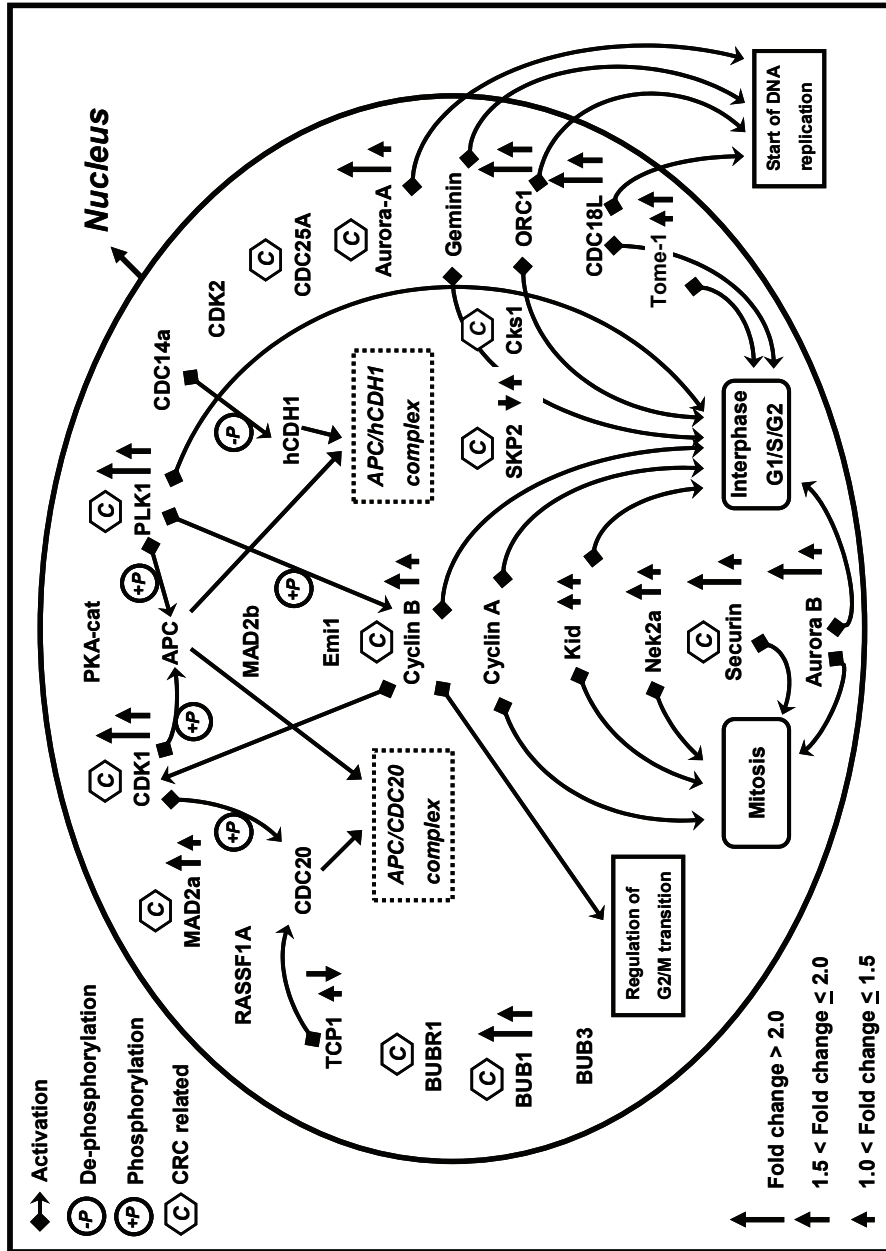 Nucleus
Activation
-P De-phosphorylation
+P Phosphorylation
C CRC related
Fold change > 2.0
1.5 < Fold change ≤ 2.0
1.0 < Fold change ≤ 1.5
PKA-cat
C
CDK1
+P
APC
+P
C
PLK1
CDC14a
CDK2
C
CDC25A
C
Aurora-A
Geminin
ORC1
CDC18L
Tome-1
Start of DNA
replication
-P
hCDH1
APC/hCDH1
complex
MAD2b
Emi1
+P
C
Cyclin B
C
MAD2a
+P
RASSF1A
CDC20
TCP1
APC/CDC20
complex
C
BUBR1
C
BUB1
BUB3
C
SKP2
C
Cks1
Cyclin A
Kid
Nek2a
C
Securin
Aurora B
Regulation of
G2/M transition
Mitosis
Interphase
G1/S/G2